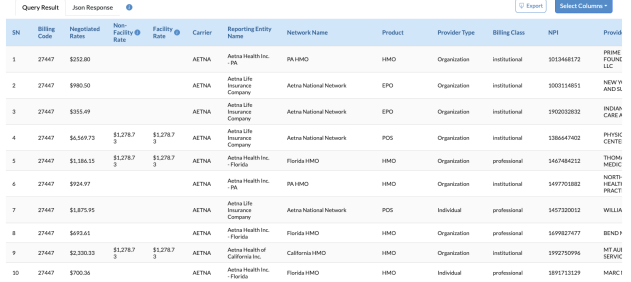 Query Result Json Response
Export Select Columns
SN Billing Code Negotiated Rates Non-Facility Rate Facility Rate Carrier Reporting Entity Name Network Name Product Provider Type Billing Class NPI Provide
1 27447 $252.80 AETNA Aetna Health Inc. - PA PA HMO HMO Organization institutional 1013468172 PRIME FOUND LLC
2 27447 $980.50 AETNA Aetna Life Insurance Company Aetna National Network EPO Organization institutional 1003114851 NEW Y AND SU
3 27447 $355.49 AETNA Aetna Life Insurance Company Aetna National Network EPO Organization institutional 1902032832 INDIAN CARE A
4 27447 $6,569.73 $1,278.73 $1,278.73 AETNA Aetna Life Insurance Company Aetna National Network POS Organization institutional 1386647402 PHYSIC CENTE
5 27447 $1,186.15 $1,278.73 $1,278.73 AETNA Aetna Health Inc. - Florida Florida HMO HMO Organization professional 1467484212 THOMA MEDIC
6 27447 $924.97 AETNA Aetna Health Inc. - PA PA HMO HMO Organization institutional 1497701882 NORTH HEALTH PRACT
7 27447 $1,875.95 AETNA Aetna Life Insurance Company Aetna National Network POS Individual professional 1457320012 WILLIA
8 27447 $693.61 AETNA Aetna Health Inc. - Florida Florida HMO HMO Organization professional 1699827477 BEND M
9 27447 $2,330.33 $1,278.73 $1,278.73 AETNA Aetna Health of California Inc. California HMO HMO Organization professional 1992750996 MT AU SERVIC
10 27447 $700.36 AETNA Aetna Health Inc. - Florida Florida HMO HMO Individual professional 1891713129 MARC